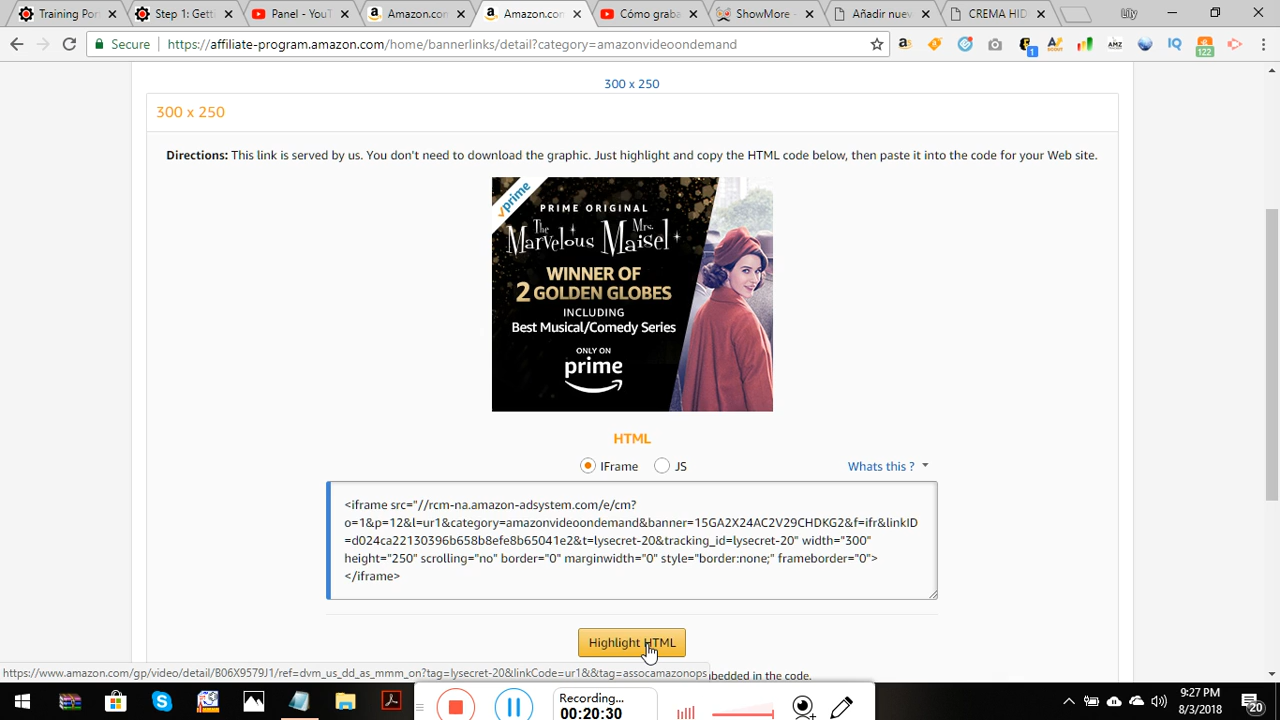 Training Por
Step 1: Gett
Panel - YouT
Amazon.con
Amazon.con
Cómo graba
ShowMore -
Añadir nuev
CREMA HID
lily
Secure
https://affiliate-program.amazon.com/home/bannerlinks/detail?category=amazonvideoondemand
1
AMZ
IQ
122
300 x 250
300 x 250
Directions: This link is served by us. You don't need to download the graphic. Just highlight and copy the HTML code below, then paste it into the code for your Web site.
prime
PRIME ORIGINAL
The Marvelous Mrs. Maisel
WINNER OF
2 GOLDEN GLOBES
INCLUDING
Best Musical/Comedy Series
ONLY ON
prime
HTML
IFrame
JS
Whats this ?
<iframe src="//rcm-na.amazon-adsystem.com/e/cm?
o=1&p=12&l=ur1&category=amazonvideoondemand&banner=15GA2X24AC2V29CHDKG2&f=ifr&linkID
=d024ca22130396b658b8efe8b65041e2&t=lysecret-20&tracking_id=lysecret-20" width="300"
height="250" scrolling="no" border="0" marginwidth="0" style="border:none;" frameborder="0">
</iframe>
Highlight HTML
https://www.amazon.com/gp/video/detail/B06X9579J1/ref=dvm_us_dd_as_mmm_on?tag=lysecret-20&linkCode=ur1&&tag=assocamazonops
bedded in the code.
Recording...
00:20:30
9:27 PM
8/3/2018
20